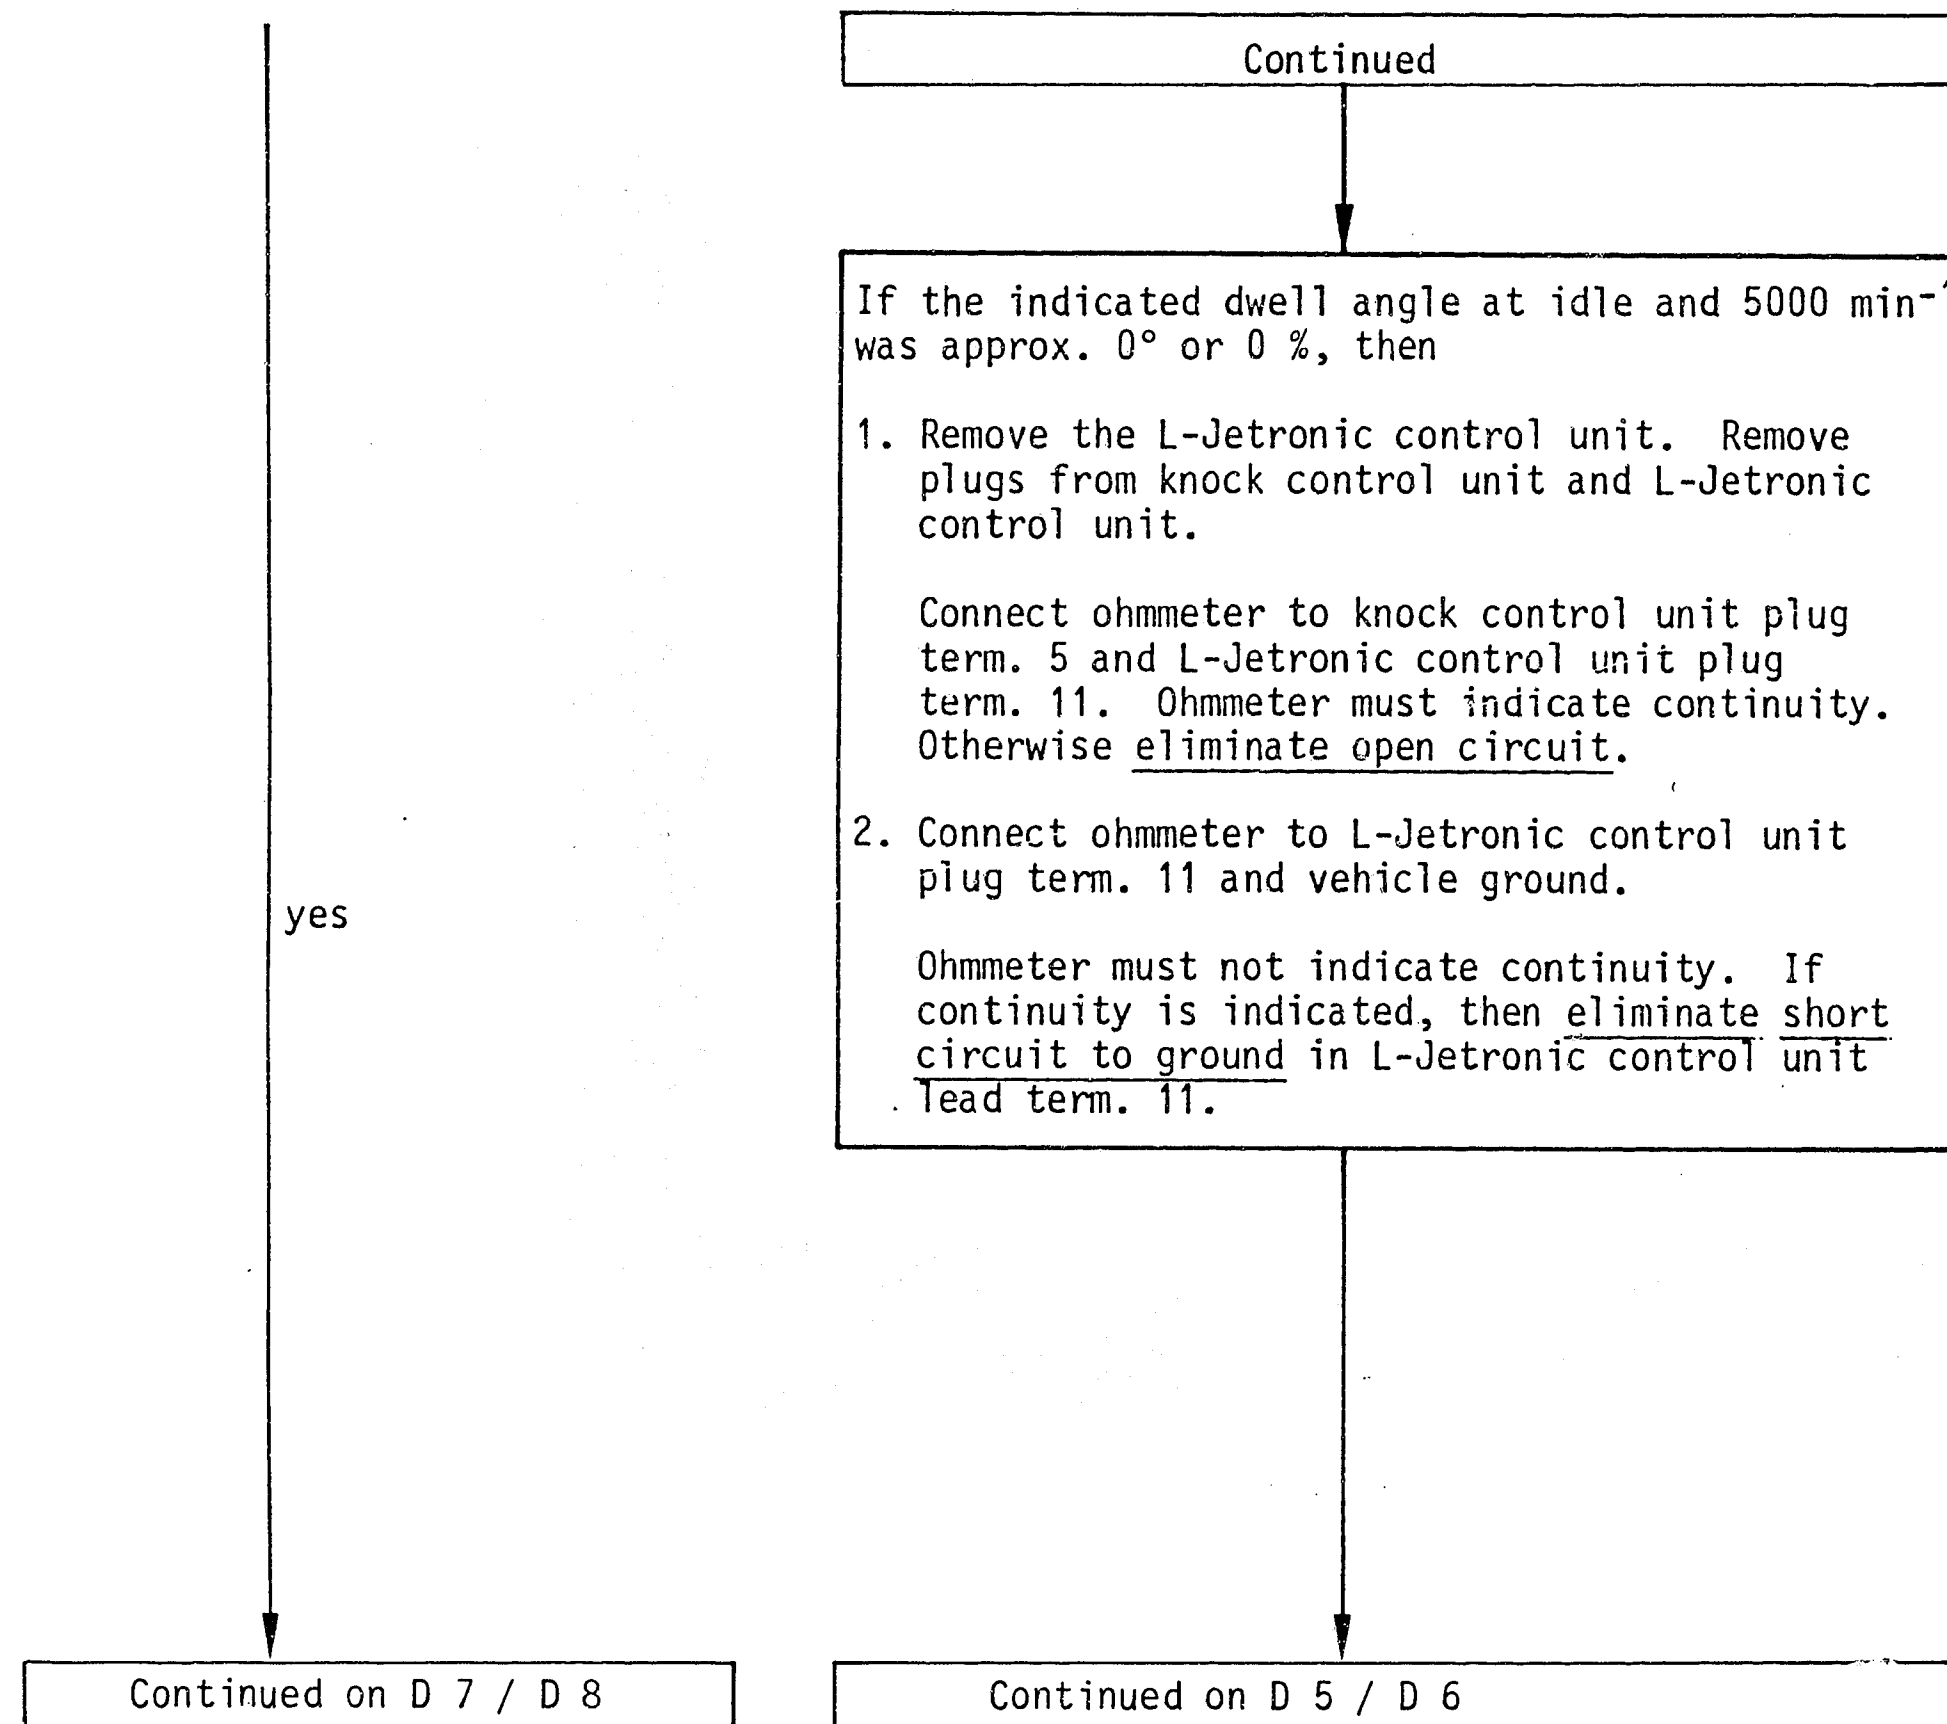 Continued
If the indicated dwell angle at idle and 5000 min-
was approx. 0° or 0 %, then
1. Remove the L-Jetronic control unit. Remove
plugs from knock control unit and L-Jetronic
control unit.
Connect ohmmeter to knock control unit plug
term. 5 and L-Jetronic control unit plug
term. 11. Ohmmeter must indicate continuity.
Otherwise eliminate open circuit.
2. Connect ohmmeter to L-Jetronic control unit
plug term. 11 and vehicle ground.
yes
Ohmmeter must not indicate continuity. If
continuity is indicated, then eliminate short
circuit to ground in L-Jetronic control unit
lead term. 11.
Continued on D 7 / D 8
Continued on D 5 / D 6